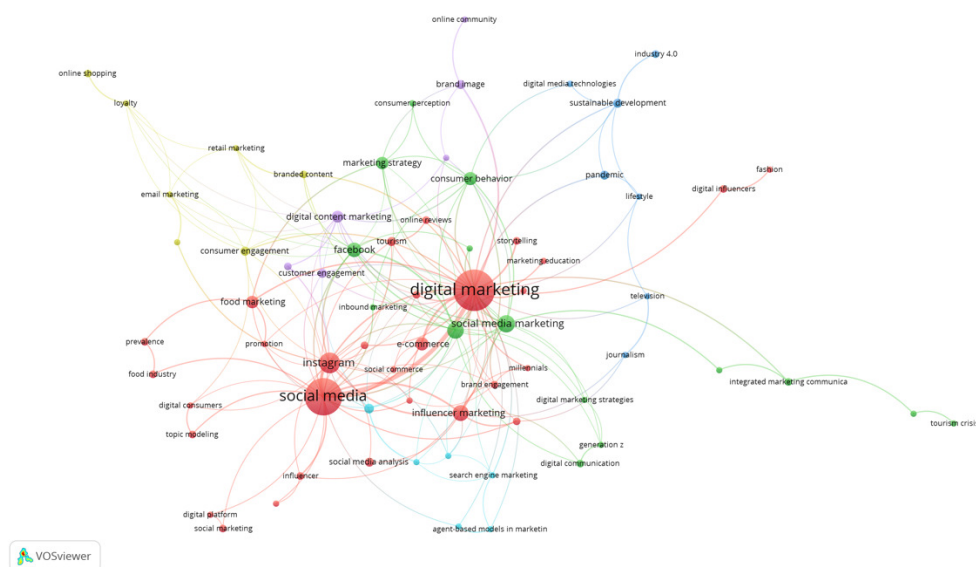 online community
industry 4.0
online shopping
brand image
digital media technologies
loyalty
consumer perception
sustainable development
retail marketing
marketing strategy
branded content
consumer behavior
pandemic
fashion
digital influencers
email marketing
lifestyle
digital content marketing
online reviews
consumer engagement
facebook
tourism
storytelling
customer engagement
marketing education
digital marketing
food marketing
inbound marketing
television
social media marketing
prevalence
promotion
e-commerce
journalism
instagram
food industry
social commerce
millennials
integrated marketing communica
brand engagement
social media
digital consumers
influencer marketing
digital marketing strategies
tourism crisis
topic modeling
generation z
social media analysis
digital communication
influencer
search engine marketing
digital platform
social marketing
agent-based models in marketin
VOSviewer